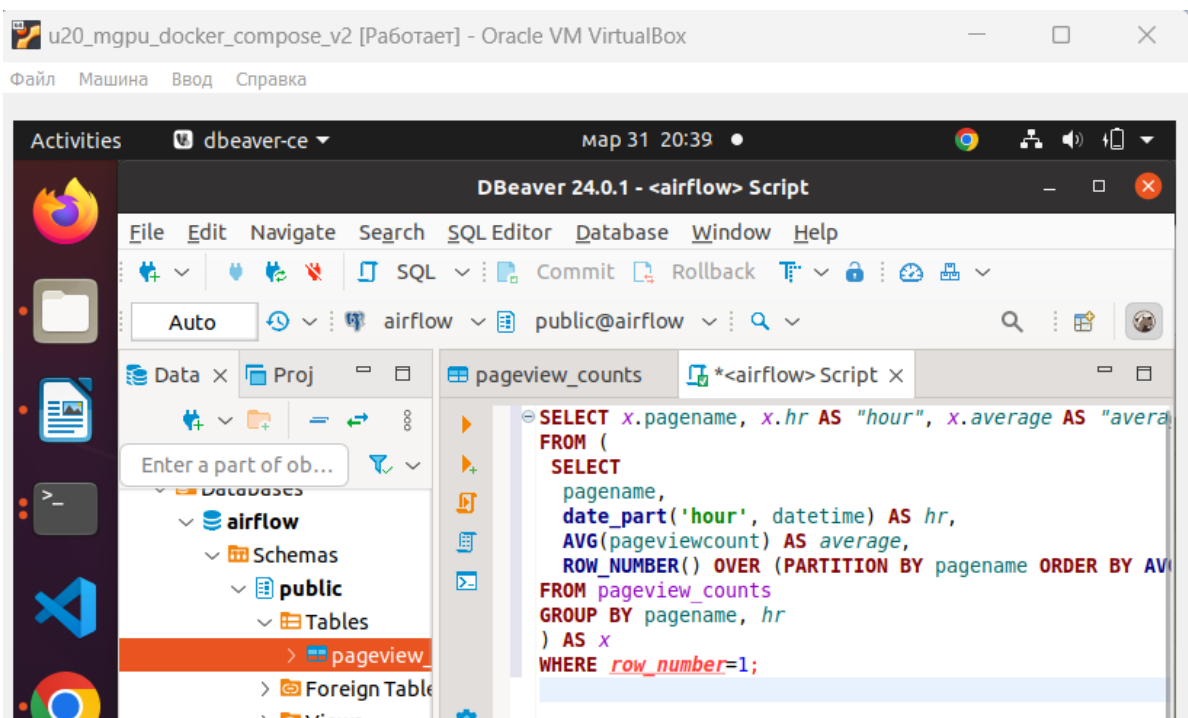 u20_mgpu_docker_compose_v2 [Работает] - Oracle VM VirtualBox
Файл Машина Ввод Справка
Activities dbeaver-ce мар 31 20:39
DBeaver 24.0.1 - <airflow> Script
File Edit Navigate Search SQL Editor Database Window Help
SQL Commit Rollback
Auto airflow public@airflow
Data Proj
pageview_counts *<airflow> Script
Enter a part of ob...
Databases
airflow
Schemas
public
Tables
pageview_
Foreign Table
Views
SELECT x.pagename, x.hr AS "hour", x.average AS "avera
FROM (
SELECT
pagename,
date_part('hour', datetime) AS hr,
AVG(pageviewcount) AS average,
ROW_NUMBER() OVER (PARTITION BY pagename ORDER BY AV
FROM pageview_counts
GROUP BY pagename, hr
) AS x
WHERE row_number=1;